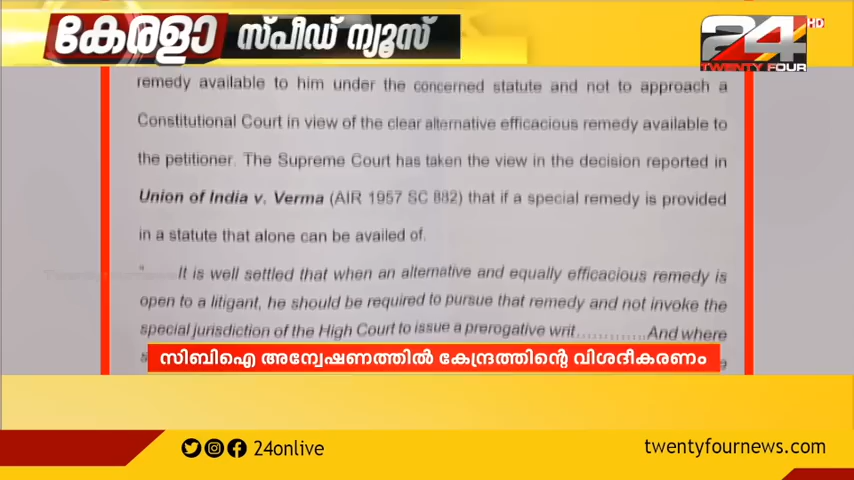 കേരളാ സ്പീഡ് ന്യൂസ്
24 HD
TWENTY FOUR
remedy available to him under the concerned statute and not to approach a
Constitutional Court in view of the clear alternative efficacious remedy available to
the petitioner. The Supreme Court has taken the view in the decision reported in
Union of India v. Verma (AIR 1957 SC 882) that if a special remedy is provided
in a statute that alone can be availed of.
" It is well settled that when an alternative and equally efficacious remedy is
open to a litigant, he should be required to pursue that remedy and not invoke the
special jurisdiction of the High Court to issue a prerogative writ.............And where
സിബിഐ അന്വേഷണത്തിൽ കേന്ദ്രത്തിന്റെ വിശദീകരണം
24onlive
twentyfournews.com